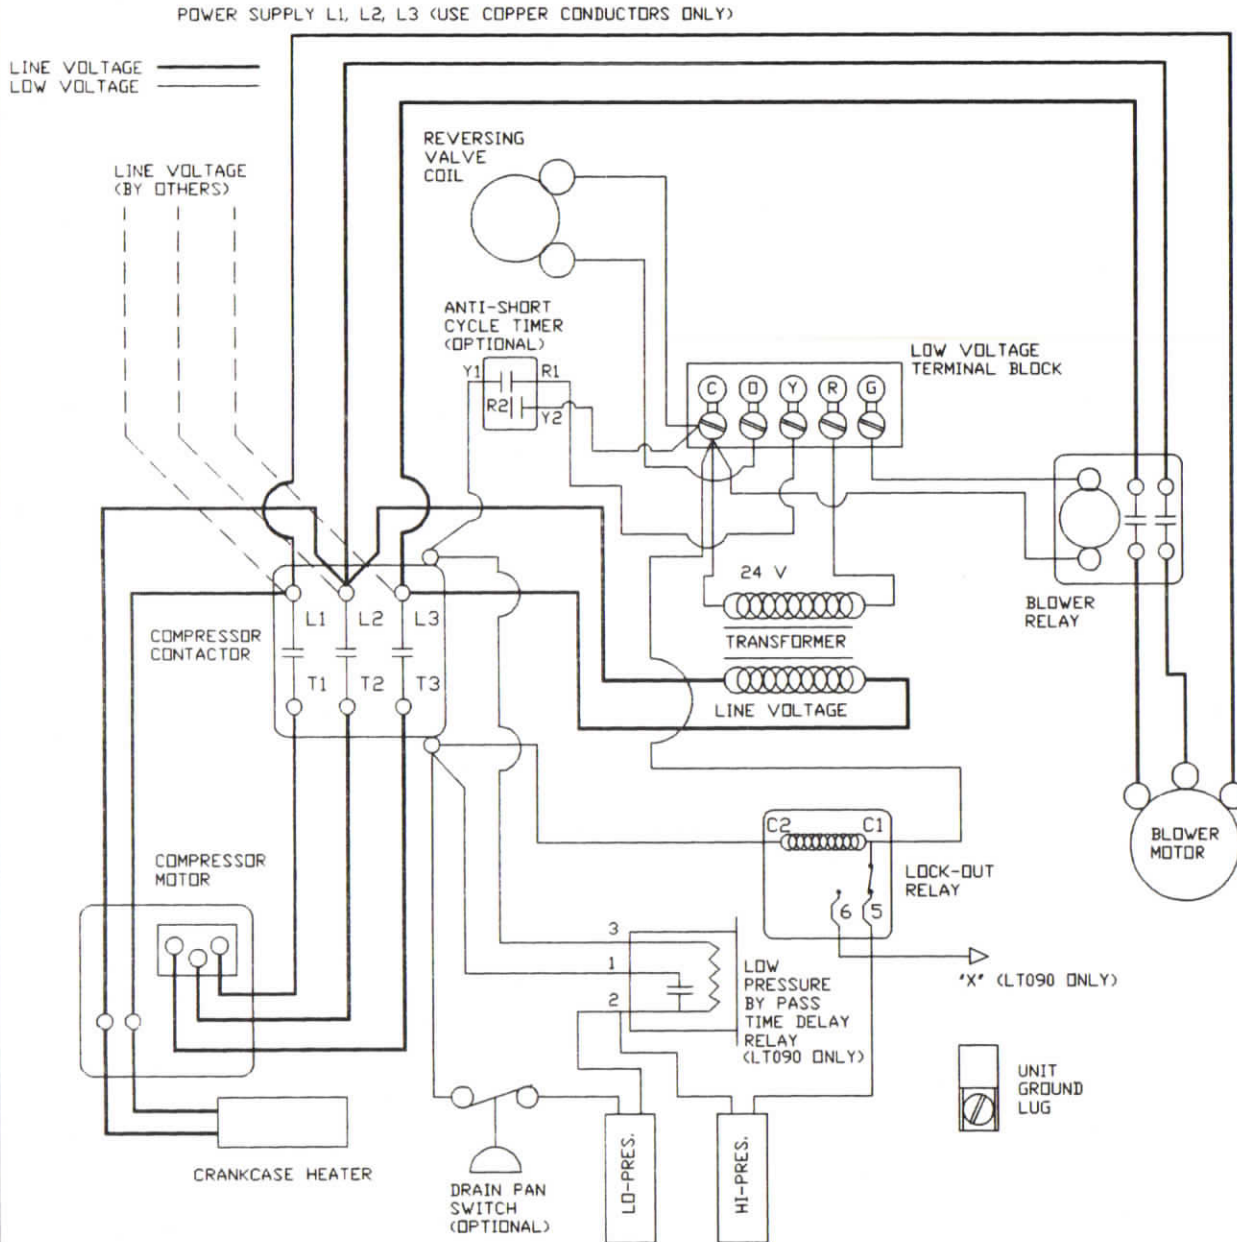 POWER SUPPLY L1, L2, L3 (USE COPPER CONDUCTORS ONLY)
LINE VOLTAGE
LOW VOLTAGE
LINE VOLTAGE
(BY OTHERS)
REVERSING
VALVE
COIL
ANTI-SHORT
CYCLE TIMER
(OPTIONAL)
Y1
R1
R2
Y2
LOW VOLTAGE
TERMINAL BLOCK
C
O
Y
R
G
BLOWER
RELAY
24 V
TRANSFORMER
LINE VOLTAGE
COMPRESSOR
CONTACTOR
L1
L2
L3
T1
T2
T3
BLOWER
MOTOR
C2
C1
LOCK-OUT
RELAY
6
5
COMPRESSOR
MOTOR
3
1
2
LOW
PRESSURE
BY PASS
TIME DELAY
RELAY
(LT090 ONLY)
"X" (LT090 ONLY)
UNIT
GROUND
LUG
CRANKCASE HEATER
DRAIN PAN
SWITCH
(OPTIONAL)
LO-PRES.
HI-PRES.